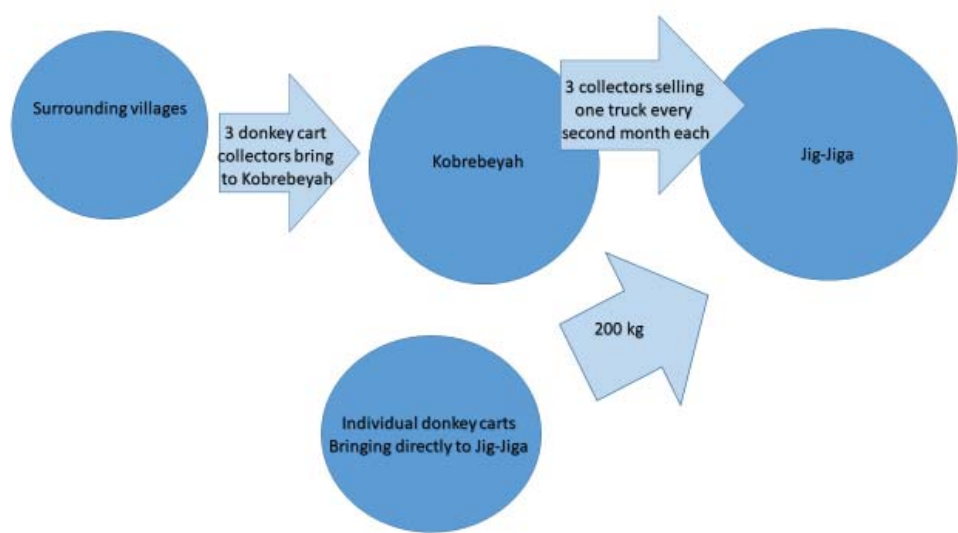 Surrounding villages
3 donkey cart
collectors bring
to Kobrebeyah
Kobrebeyah
3 collectors selling
one truck every
second month each
Jig-Jiga
200 kg
Individual donkey carts
Bringing directly to Jig-Jiga